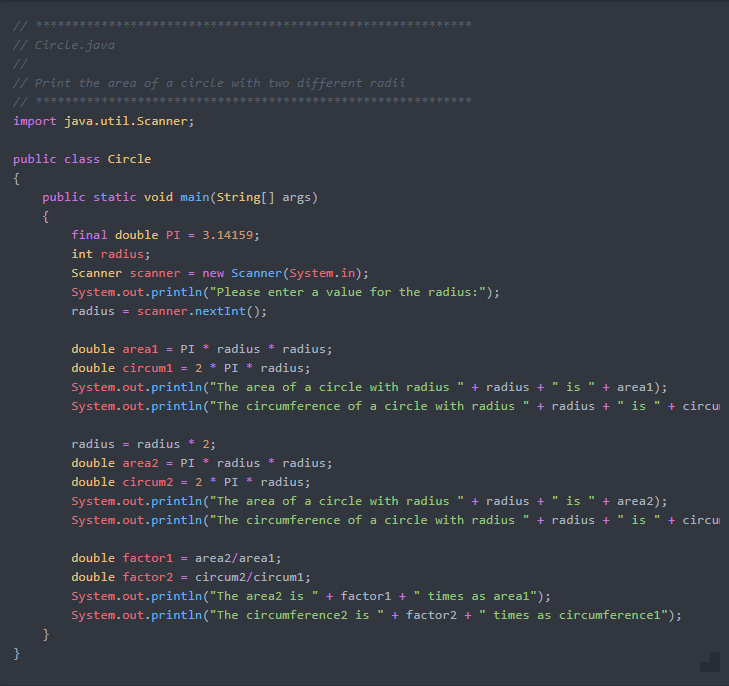 // ************************************************************
// Circle.java
//
// Print the area of a circle with two different radii
// ************************************************************
import java.util.Scanner;
public class Circle
{
    public static void main(String[] args)
    {
        final double PI = 3.14159;
        int radius;
        Scanner scanner = new Scanner(System.in);
        System.out.println("Please enter a value for the radius:");
        radius = scanner.nextInt();
        double area1 = PI * radius * radius;
        double circum1 = 2 * PI * radius;
        System.out.println("The area of a circle with radius " + radius + " is " + area1);
        System.out.println("The circumference of a circle with radius " + radius + " is " + circu
        radius = radius * 2;
        double area2 = PI * radius * radius;
        double circum2 = 2 * PI * radius;
        System.out.println("The area of a circle with radius " + radius + " is " + area2);
        System.out.println("The circumference of a circle with radius " + radius + " is " + circu
        double factor1 = area2/area1;
        double factor2 = circum2/circum1;
        System.out.println("The area2 is " + factor1 + " times as area1");
        System.out.println("The circumference2 is " + factor2 + " times as circumference1");
    }
}